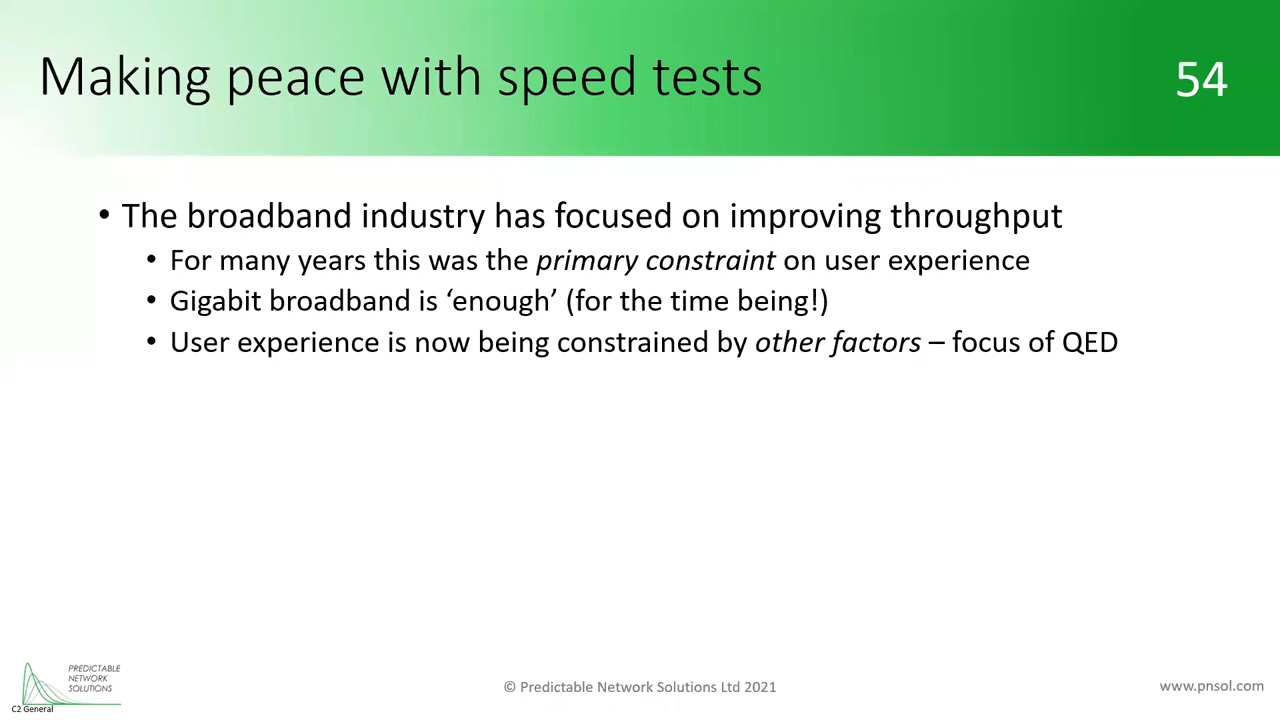 Making peace with speed tests
54
• The broadband industry has focused on improving throughput
• For many years this was the primary constraint on user experience
• Gigabit broadband is ‘enough’ (for the time being!)
• User experience is now being constrained by other factors – focus of QED
PREDICTABLE
NETWORK
SOLUTIONS
C2 General
© Predictable Network Solutions Ltd 2021
www.pnsol.com